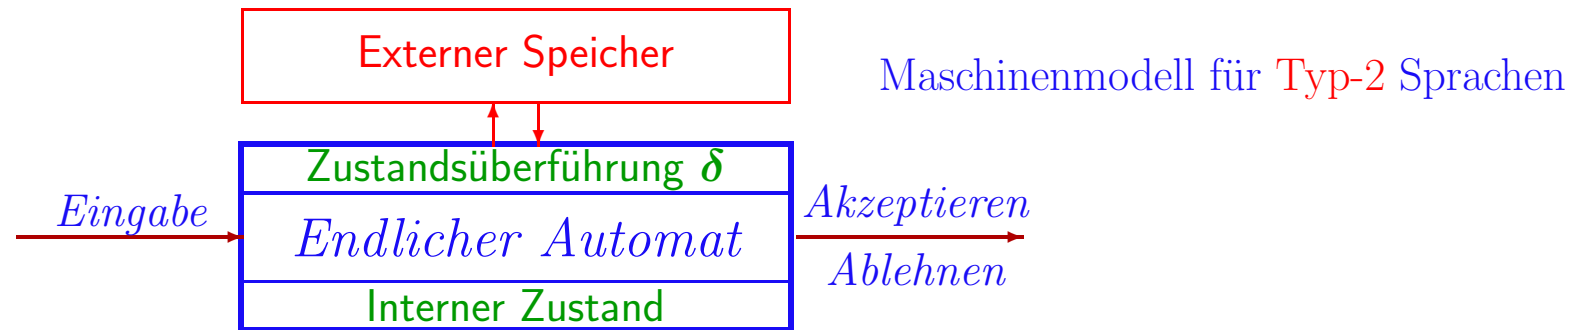 Externer Speicher
Maschinenmodell für Typ-2 Sprachen
Zustandsüberführung δ
Eingabe
Endlicher Automat
Akzeptieren
Ablehnen
Interner Zustand